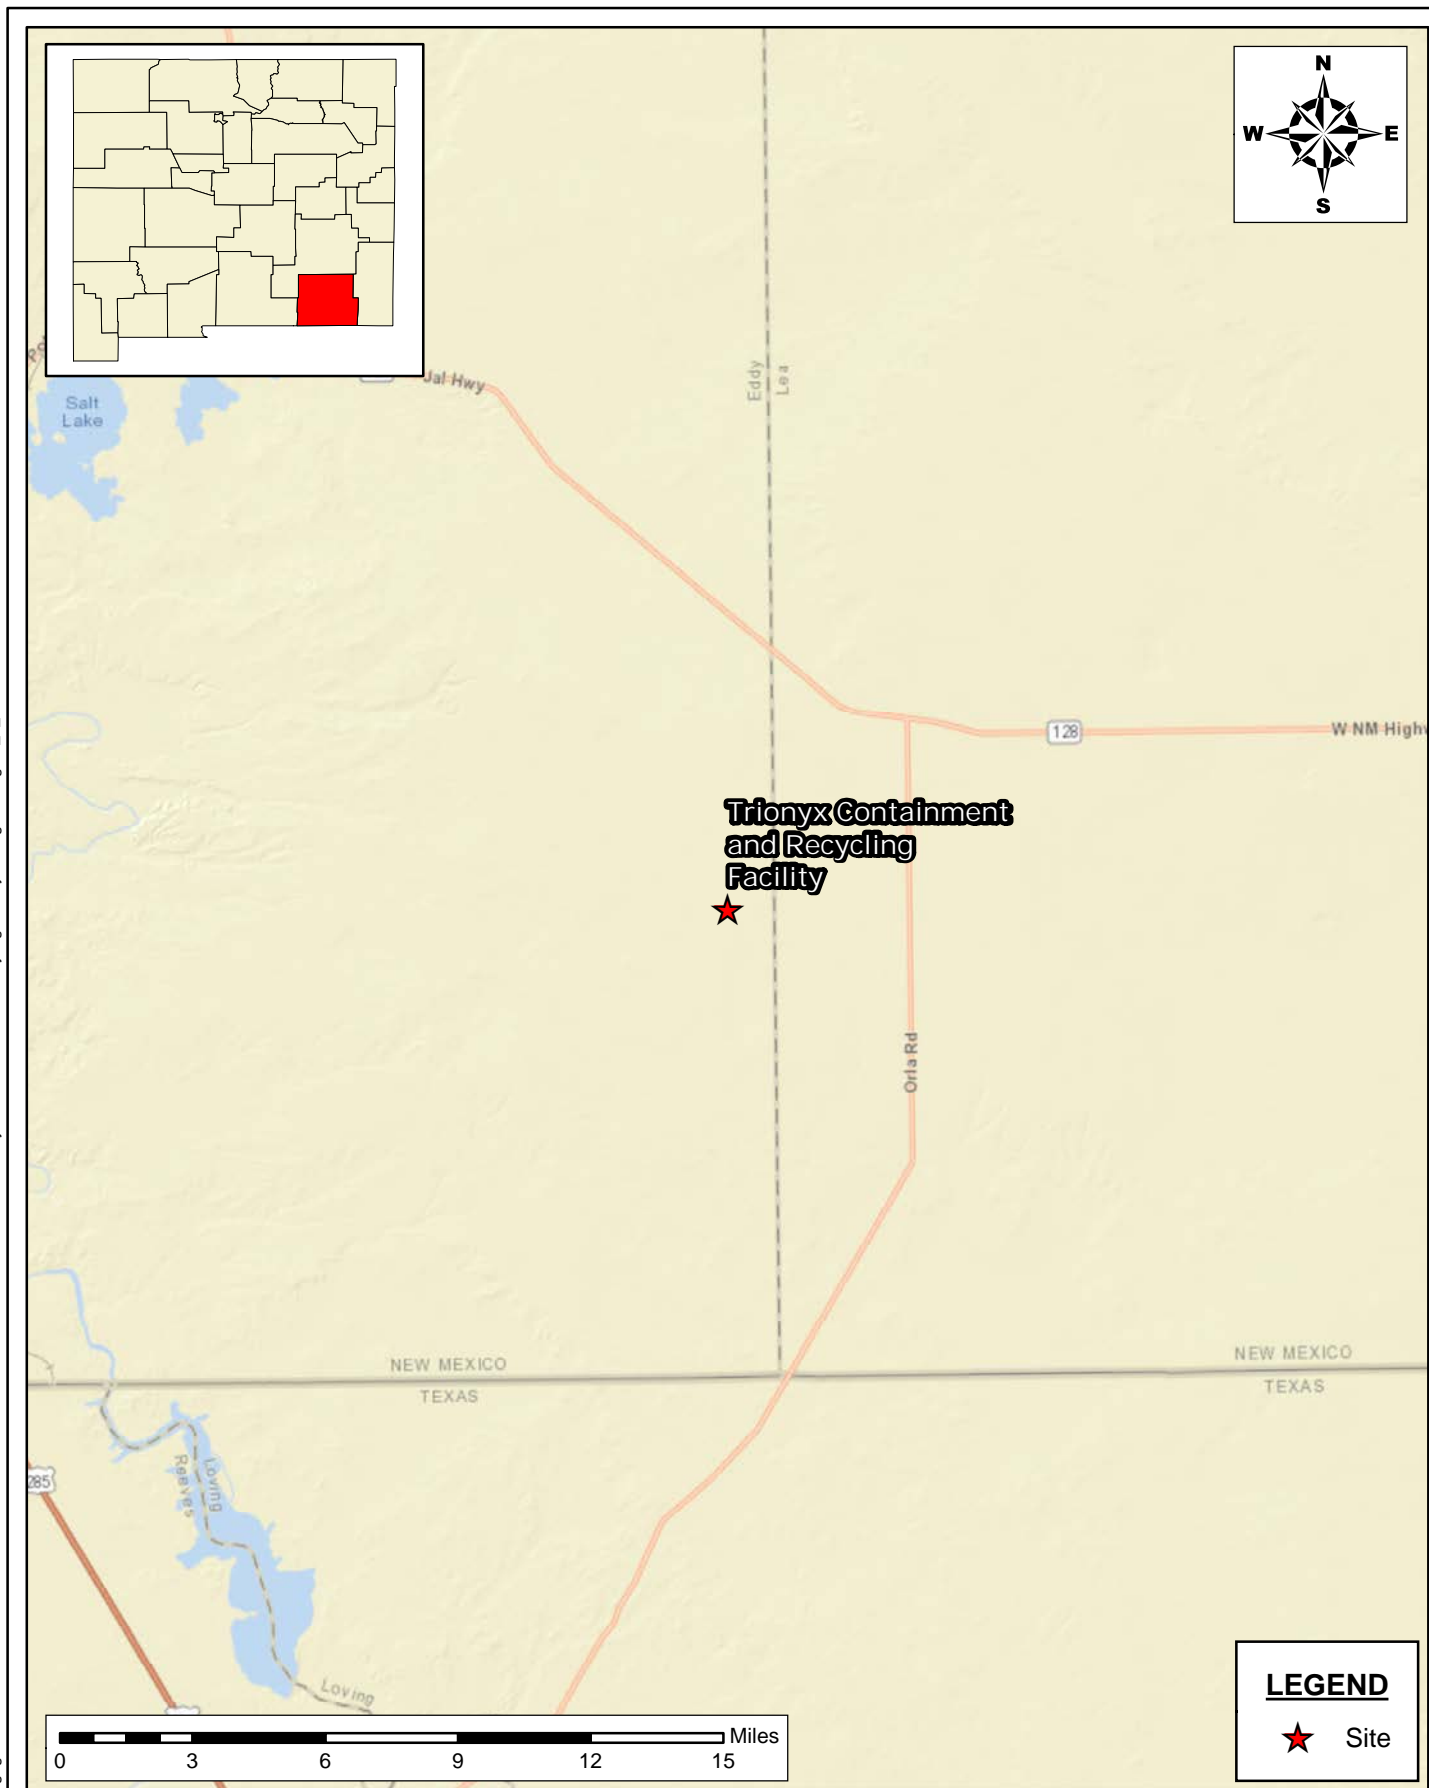 N
W
E
S
Jal Hwy
Salt
Lake
Eddy
Lea
128
W NM Highw
Trionyx Containment
and Recycling
Facility
Orla Rd
NEW MEXICO
TEXAS
NEW MEXICO
TEXAS
285
Loving
Reeves
Loving
Miles
0
3
6
9
12
15
LEGEND
Site